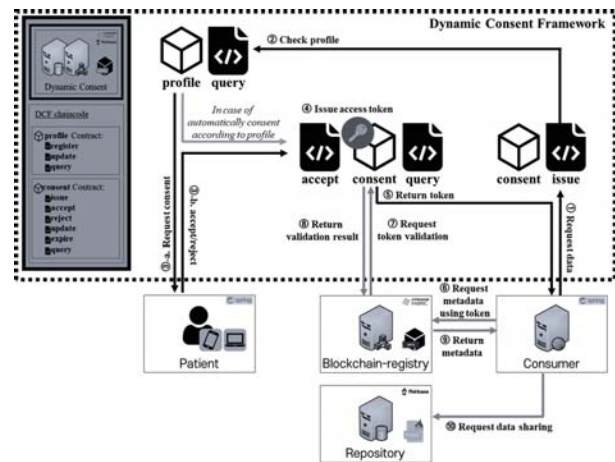 Dynamic Consent Framework
② Check profile
profile query
Dynamic Consent
In case of
automatically consent
according to profile
④ Issue access token
DCF chaincode
profile Contract:
register
update
query
accept consent query
consent issue
consent Contract:
issue
accept
reject
update
expire
query
③-a. Request consent
③-b. accept/reject
⑤ Return token
⑧ Return
validation result
⑦ Request
token validation
① Request data
⑥ Request
metadata
using token
⑨ Return
metadata
Patient
Blockchain-registry
Consumer
⑩ Request data sharing
Repository